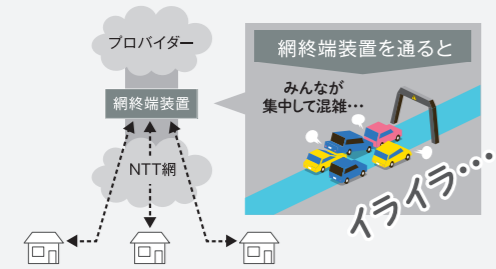 プロバイダー
網終端装置
NTT網
網終端装置を通ると
みんなが
集中して混雑…
イライラ…